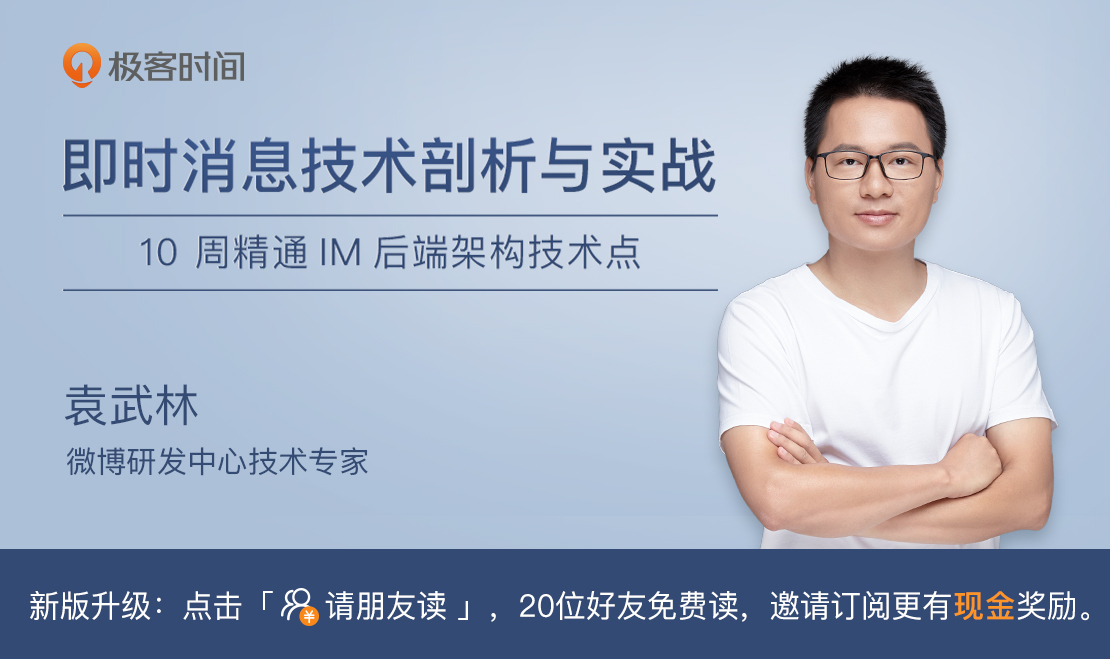 极客时间
即时消息技术剖析与实战
10 周精通 IM 后端架构技术点
袁武林
微博研发中心技术专家
新版升级：点击「 ¥ 请朋友读 」，20位好友免费读，邀请订阅更有现金奖励。